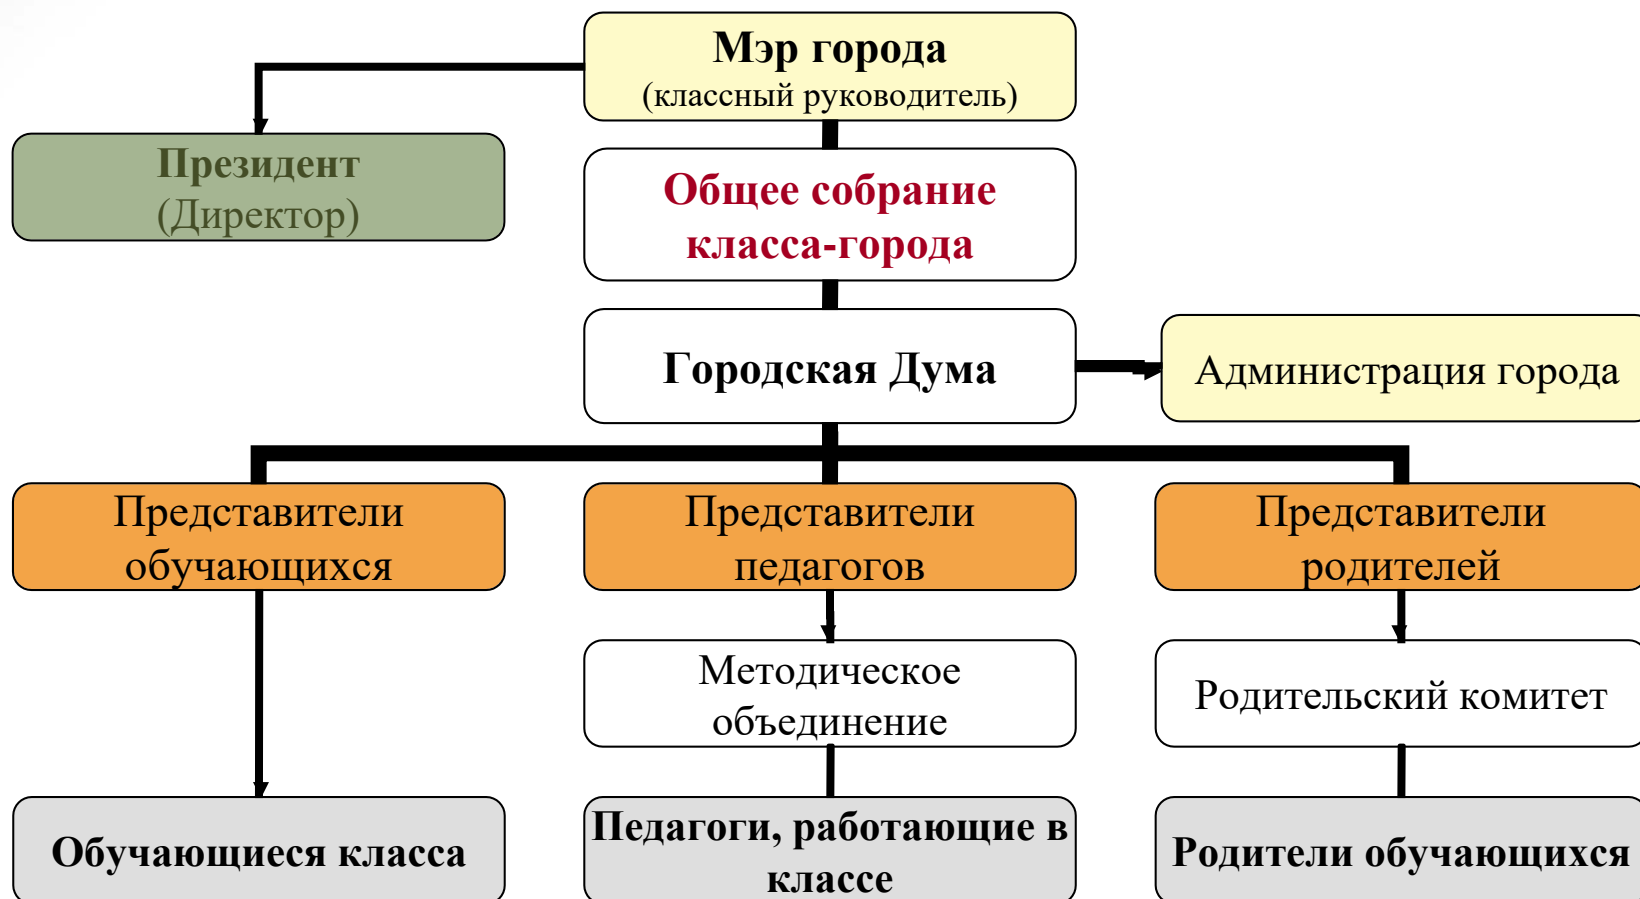 Мэр города
(классный руководитель)
Президент
(Директор)
Общее собрание
класса-города
Городская Дума
Администрация города
Представители
обучающихся
Представители
педагогов
Представители
родителей
Методическое
объединение
Родительский комитет
Обучающиеся класса
Педагоги, работающие в
классе
Родители обучающихся